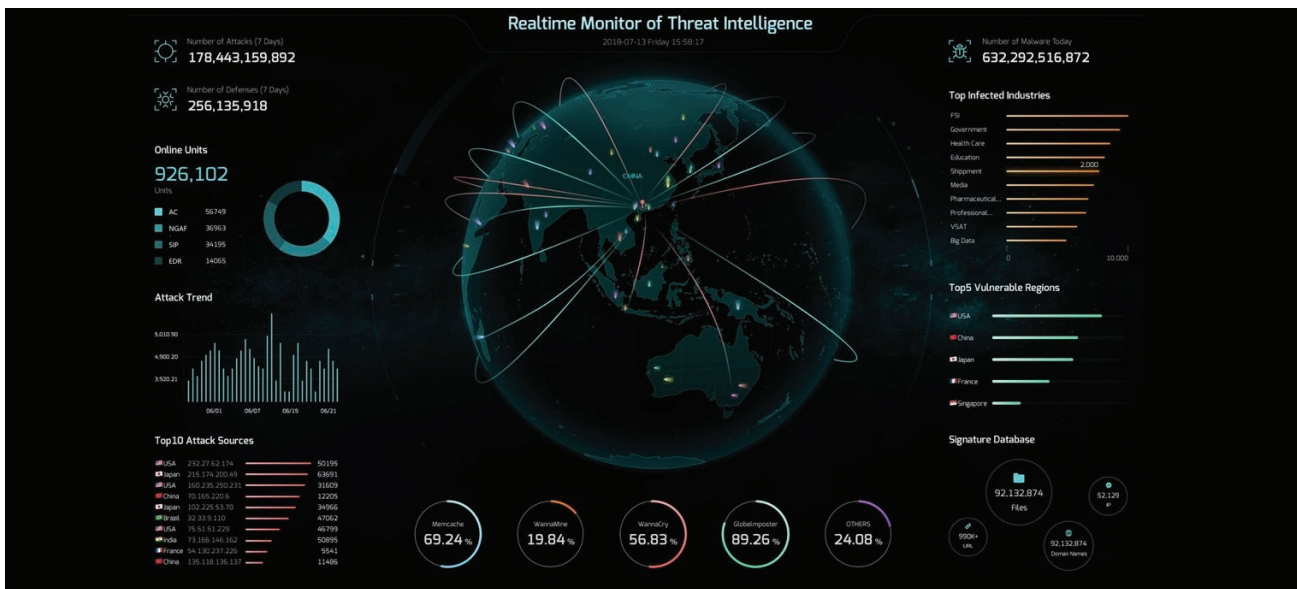 Realtime Monitor of Threat Intelligence
2018-07-13 Friday 15:58:17
Number of Attacks (7 Days)
178,443,159,892
Number of Defenses (7 Days)
256,135,918
Online Units
926,102
Units
AC 56749
NGAF 36963
SIP 34195
EDR 14065
Attack Trend
5,010.90
4,900.20
3,920.21
06/01 06/07 06/15 06/21
Top10 Attack Sources
USA 232.27.62.174 50195
Japan 215.174.200.49 63691
USA 160.235.250.231 31609
China 70.165.220.6 12205
Japan 102.225.53.70 34966
Brazil 32.33.9.110 47062
USA 75.51.51.229 46799
India 73.166.146.162 50895
France 54.130.237.226 5541
China 135.118.136.137 11486
CHINA
Memcache
69.24 %
WannaMine
19.84 %
WannaCry
56.83 %
GlobeImposter
89.26 %
OTHERS
24.08 %
Number of Malware Today
632,292,516,872
Top Infected Industries
FSI
Government
Health Care
Education
2,000
Shippment
Media
Pharmaceutical...
Professional...
VSAT
Big Data
0 10.000
Top5 Vulnerable Regions
USA
China
Japan
France
Singapore
Signature Database
92,132,874
Files
52,129
IP
990K+
URL
92,132,874
Domain Names